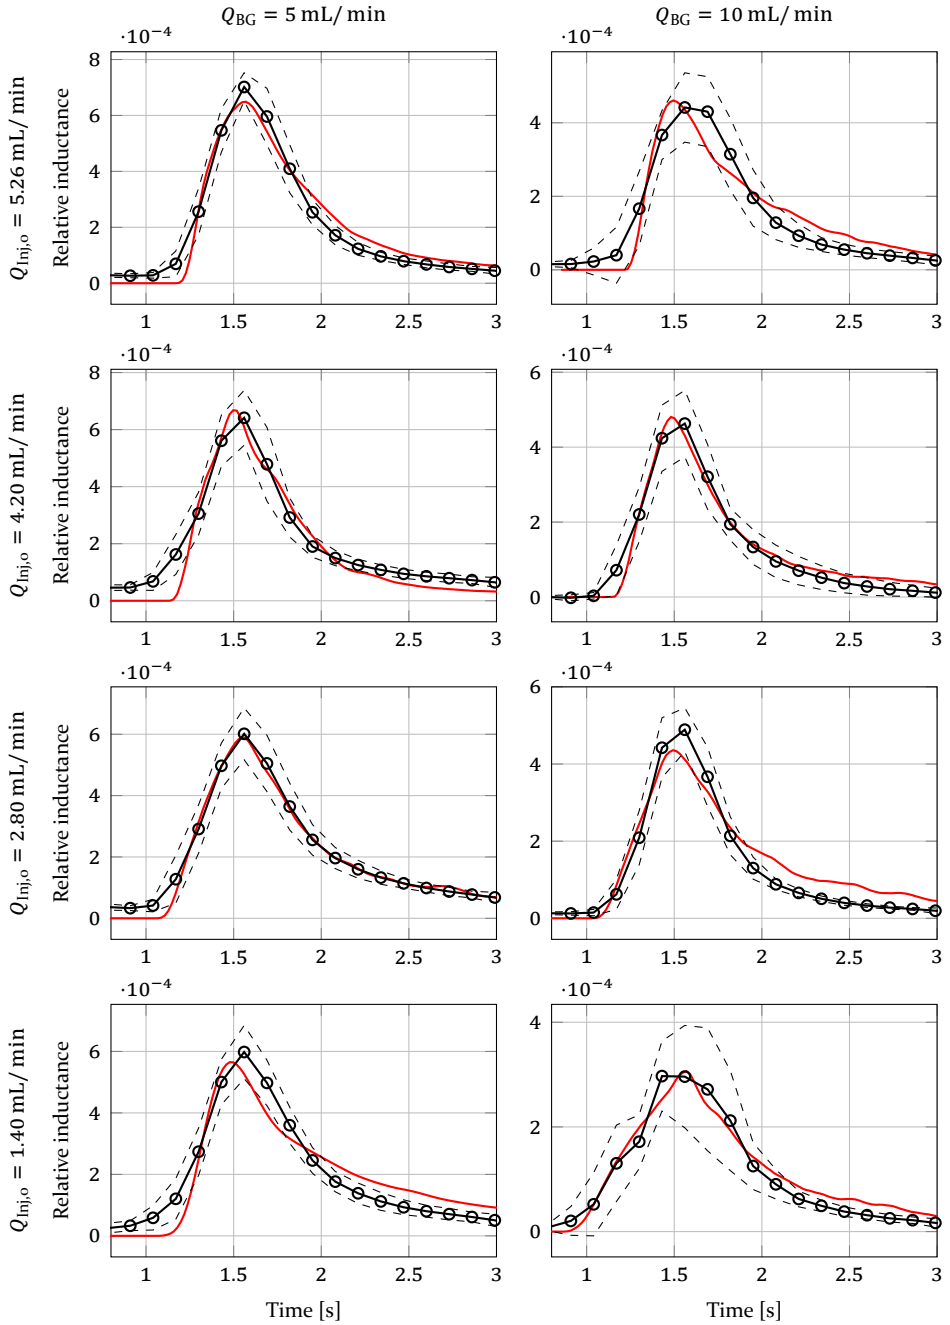 Q_BG = 5 mL/ min
Q_BG = 10 mL/ min
Q_Inj,o = 5.26 mL/ min
Relative inductance
·10⁻⁴
8
6
4
2
0
1 1.5 2 2.5 3
·10⁻⁴
4
2
0
1 1.5 2 2.5 3
Q_Inj,o = 4.20 mL/ min
Relative inductance
·10⁻⁴
8
6
4
2
0
1 1.5 2 2.5 3
·10⁻⁴
6
4
2
0
1 1.5 2 2.5 3
Q_Inj,o = 2.80 mL/ min
Relative inductance
·10⁻⁴
6
4
2
0
1 1.5 2 2.5 3
·10⁻⁴
6
4
2
0
1 1.5 2 2.5 3
Q_Inj,o = 1.40 mL/ min
Relative inductance
·10⁻⁴
6
4
2
0
1 1.5 2 2.5 3
Time [s]
·10⁻⁴
4
2
0
1 1.5 2 2.5 3
Time [s]